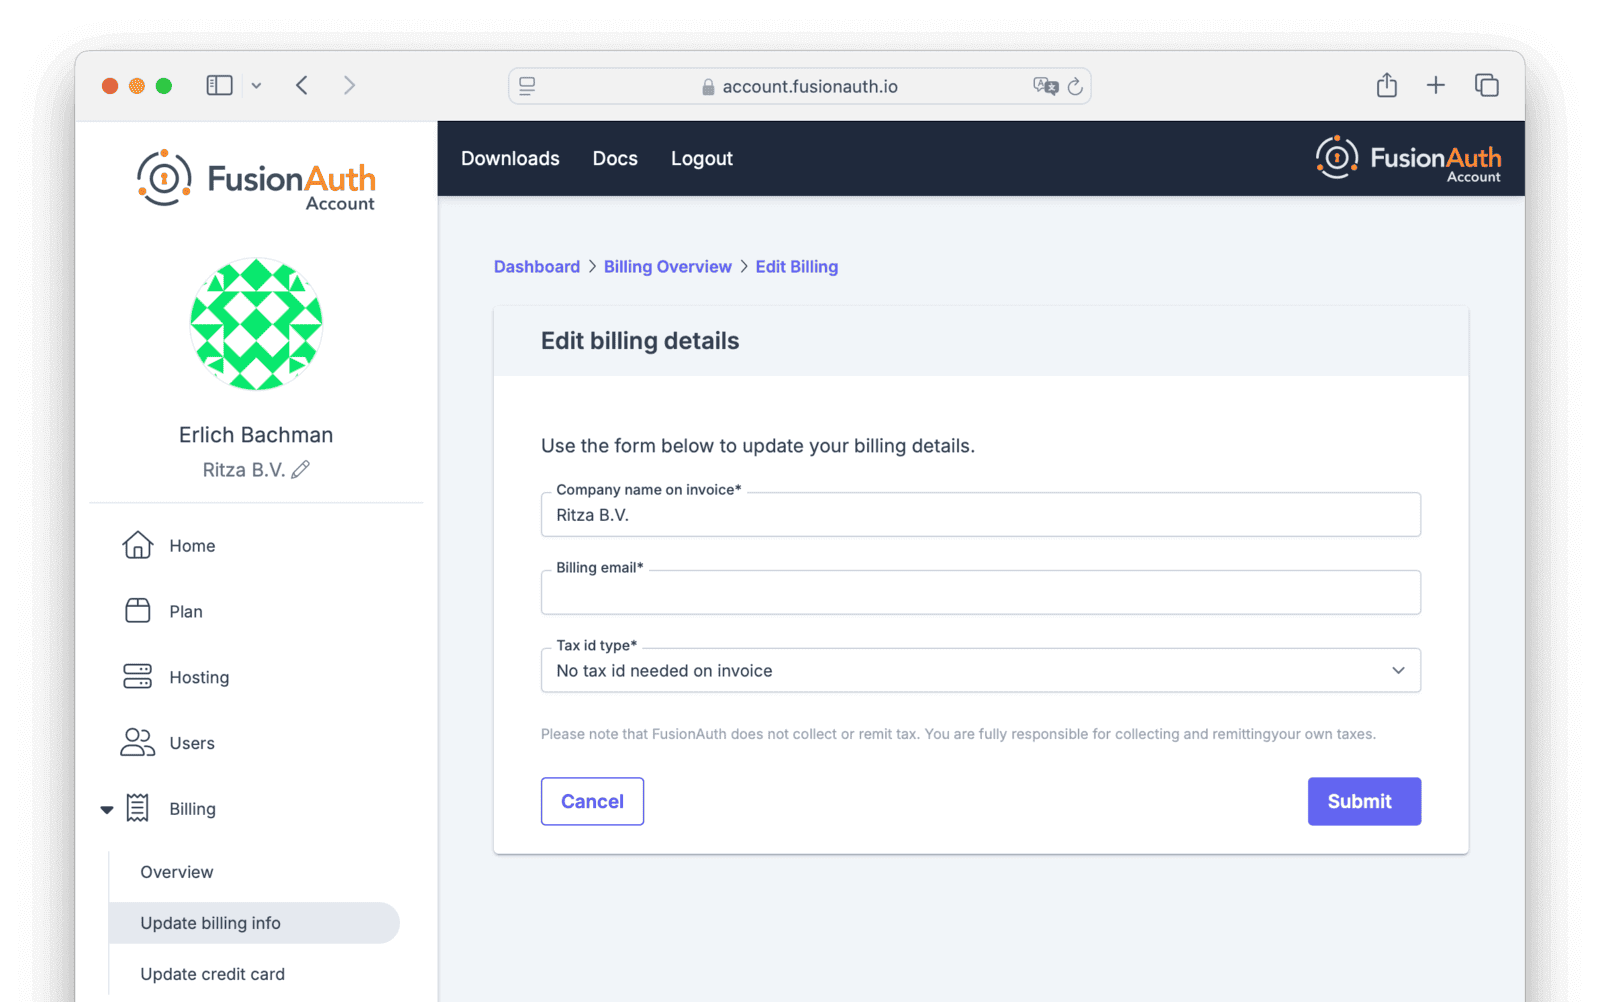 account.fusionauth.io
FusionAuth
Account
Downloads Docs Logout
FusionAuth
Account
Erlich Bachman
Ritza B.V.
Home
Plan
Hosting
Users
Billing
Overview
Update billing info
Update credit card
Dashboard > Billing Overview > Edit Billing
Edit billing details
Use the form below to update your billing details.
Company name on invoice*
Ritza B.V.
Billing email*
Tax id type*
No tax id needed on invoice
Please note that FusionAuth does not collect or remit tax. You are fully responsible for collecting and remittingyour own taxes.
Cancel
Submit